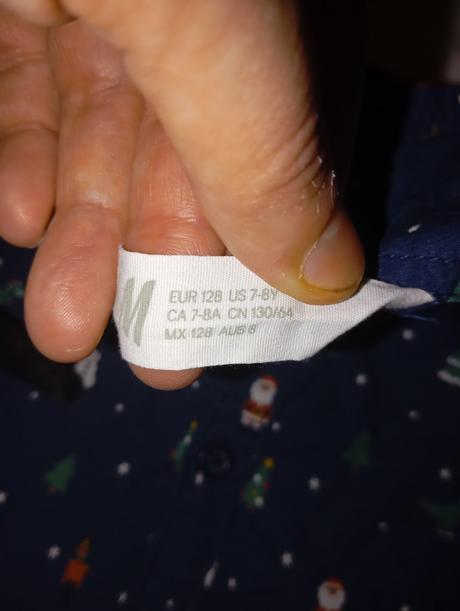 M
EUR 128 US 7-8Y
CA 7-8A CN 130/64
MX 128 AUS 8